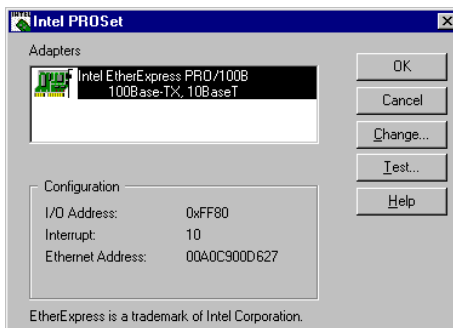 Intel PROSet
Adapters
Intel EtherExpress PRO/100B
100Base-TX, 10BaseT
OK
Cancel
Change...
Test...
Help
Configuration
I/O Address: 0xFF80
Interrupt: 10
Ethernet Address: 00A0C900D627
EtherExpress is a trademark of Intel Corporation.